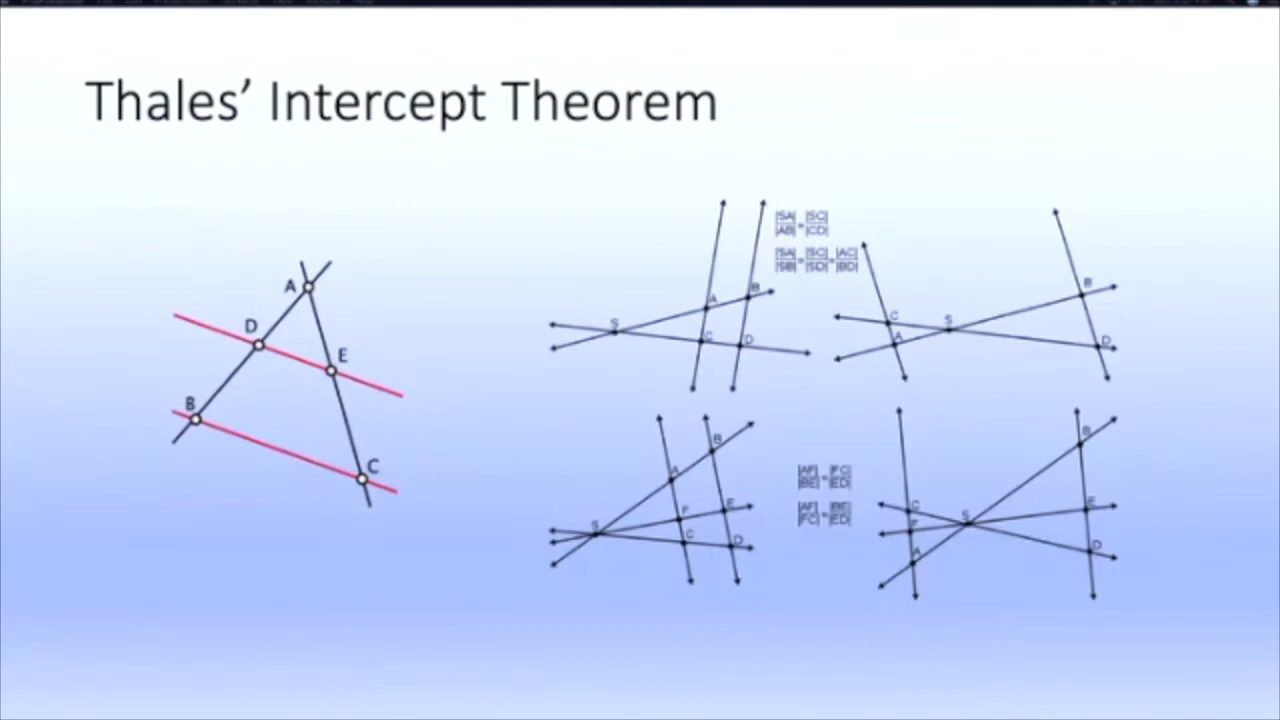 Thales' Intercept Theorem
A
D
E
B
C
|SA| |SC|
|AB| = |CD|
|SA| |SC| |AC|
|SB| = |SD| = |BD|
S
A
B
C
D
C
A
S
B
D
S
A
B
F
E
C
D
|AF| |FC|
|BE| = |ED|
|AF| |BE|
|FC| = |ED|
C
F
A
S
B
E
D